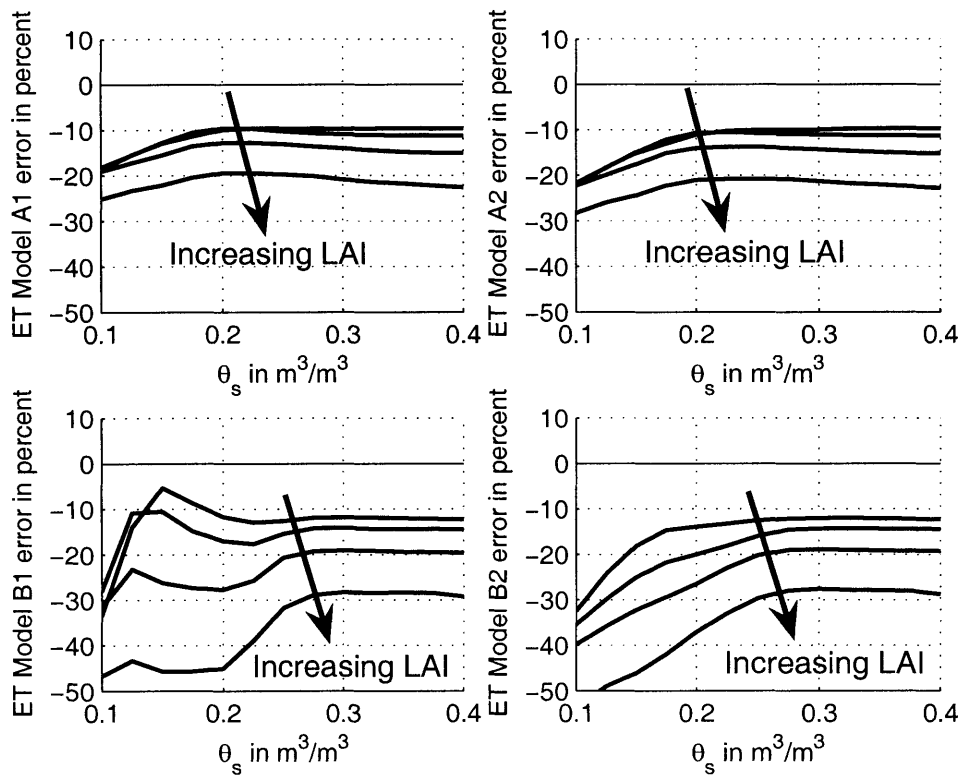 ET Model A1 error in percent
10
0
−10
−20
−30
−40
−50
0.1 0.2 0.3 0.4
θs in m³/m³
Increasing LAI
ET Model A2 error in percent
10
0
−10
−20
−30
−40
−50
0.1 0.2 0.3 0.4
θs in m³/m³
Increasing LAI
ET Model B1 error in percent
10
0
−10
−20
−30
−40
−50
0.1 0.2 0.3 0.4
θs in m³/m³
Increasing LAI
ET Model B2 error in percent
10
0
−10
−20
−30
−40
−50
0.1 0.2 0.3 0.4
θs in m³/m³
Increasing LAI